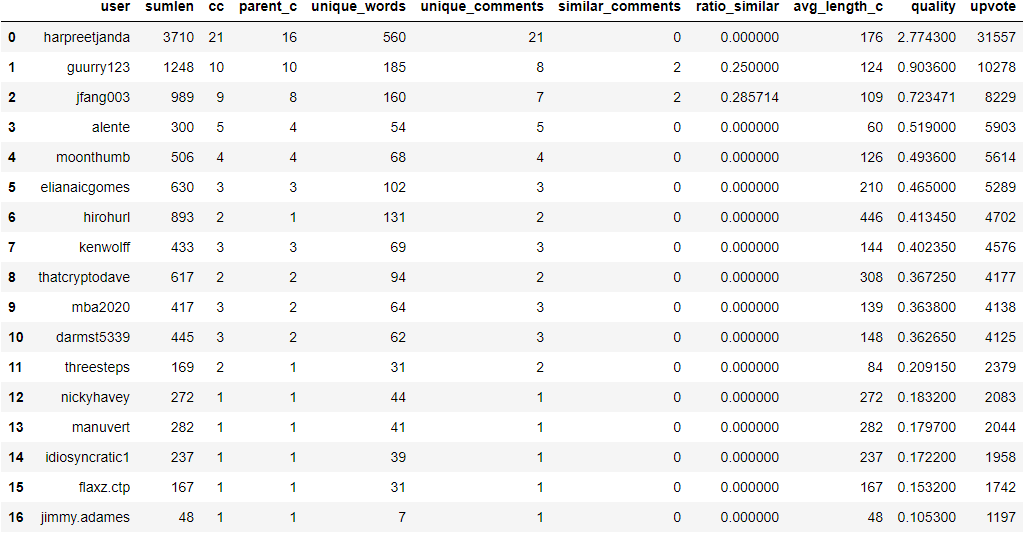 user sumlen cc parent_c unique_words unique_comments similar_comments ratio_similar avg_length_c quality upvote
0 harpreetjanda 3710 21 16 560 21 0 0.000000 176 2.774300 31557
1 guurry123 1248 10 10 185 8 2 0.250000 124 0.903600 10278
2 jfang003 989 9 8 160 7 2 0.285714 109 0.723471 8229
3 alente 300 5 4 54 5 0 0.000000 60 0.519000 5903
4 moonthumb 506 4 4 68 4 0 0.000000 126 0.493600 5614
5 elianaicgomes 630 3 3 102 3 0 0.000000 210 0.465000 5289
6 hirohurl 893 2 1 131 2 0 0.000000 446 0.413450 4702
7 kenwolff 433 3 3 69 3 0 0.000000 144 0.402350 4576
8 thatcryptodave 617 2 2 94 2 0 0.000000 308 0.367250 4177
9 mba2020 417 3 2 64 3 0 0.000000 139 0.363800 4138
10 darmst5339 445 3 2 62 3 0 0.000000 148 0.362650 4125
11 threesteps 169 2 1 31 2 0 0.000000 84 0.209150 2379
12 nickyhavey 272 1 1 44 1 0 0.000000 272 0.183200 2083
13 manuvert 282 1 1 41 1 0 0.000000 282 0.179700 2044
14 idiosyncratic1 237 1 1 39 1 0 0.000000 237 0.172200 1958
15 flaxz.ctp 167 1 1 31 1 0 0.000000 167 0.153200 1742
16 jimmy.adames 48 1 1 7 1 0 0.000000 48 0.105300 1197